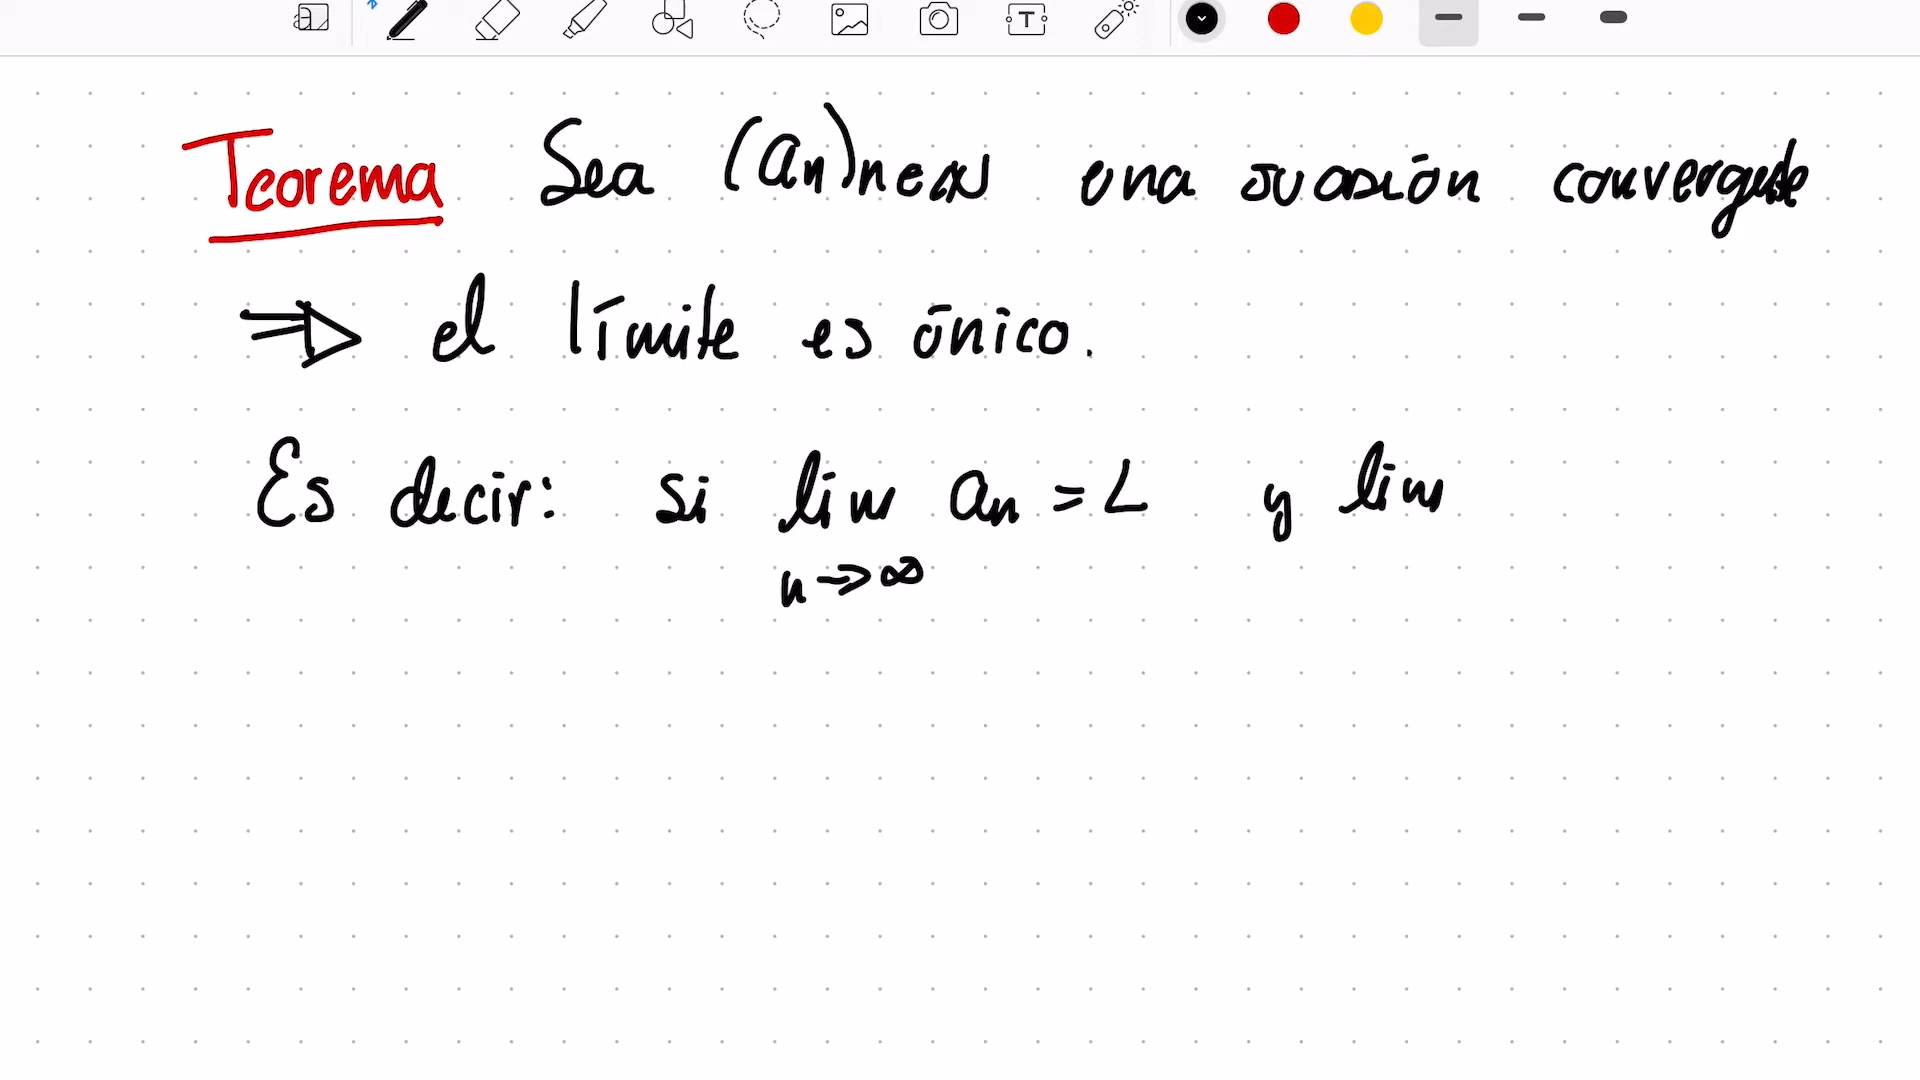 Teorema Sea (an)n∈ℕ una sucesión convergente
⇒ el límite es único.
Es decir: si lim an = L y lim
n→∞